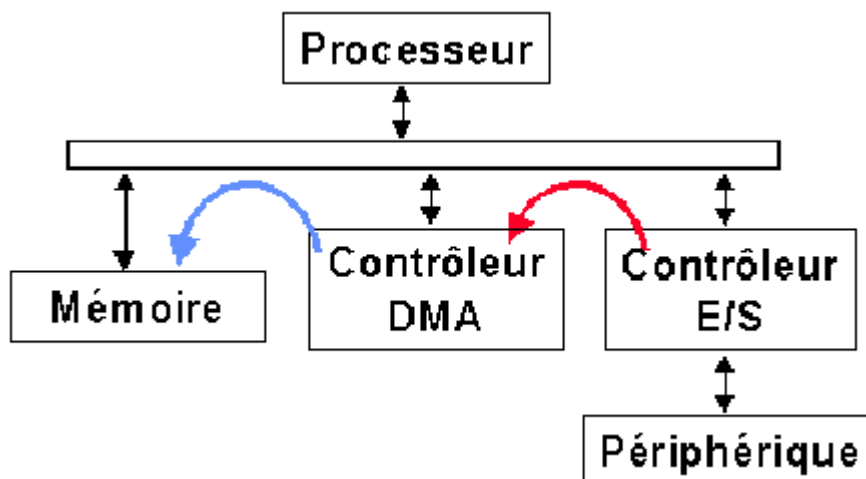 Processeur
Mémoire
Contrôleur
DMA
Contrôleur
E/S
Périphérique